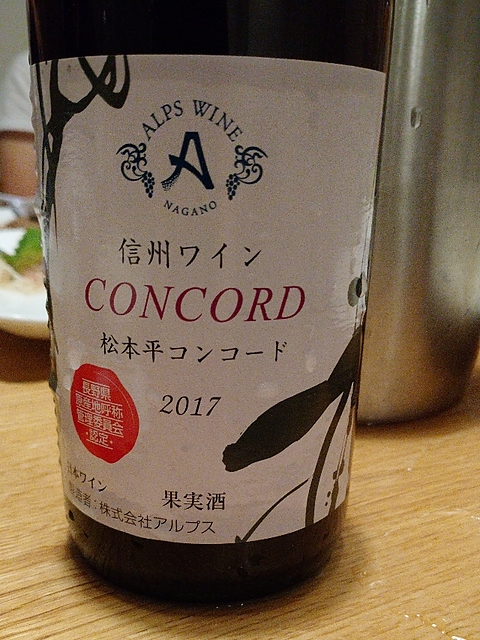 ALPS WINE
A
NAGANO
信州ワイン
CONCORD
松本平コンコード
2017
長野県
原産地呼称
管理委員会
・認定・
日本ワイン
果実酒
製造者：株式会社アルプス